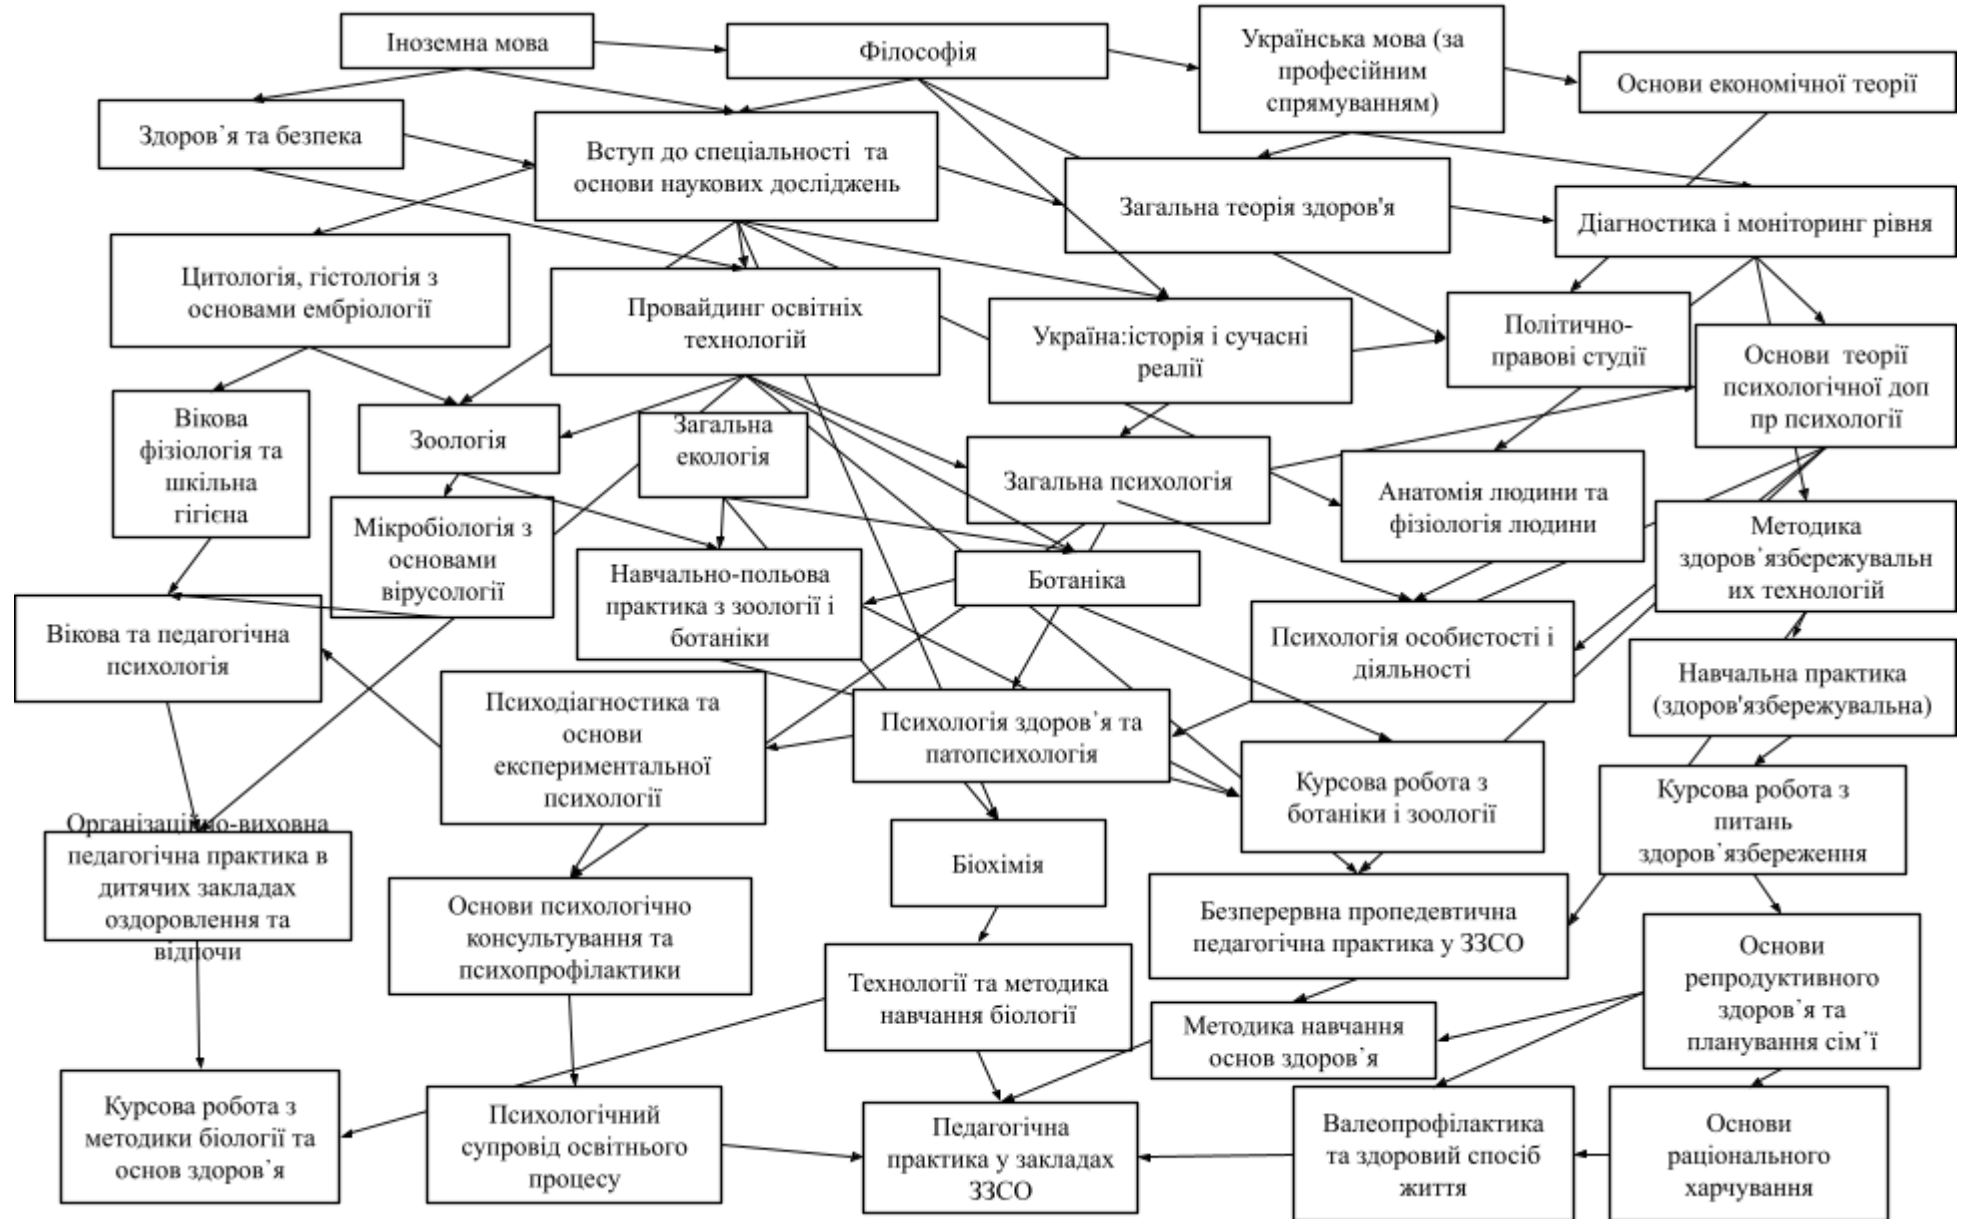 Іноземна мова
Філософія
Українська мова (за
професійним
спрямуванням)
Основи економічної теорії
Здоров`я та безпека
Вступ до спеціальності  та
основи наукових досліджень
Загальна теорія здоров'я
Діагностика і моніторинг рівня
Цитологія, гістологія з
основами ембріології
Провайдинг освітніх
технологій
Україна:історія і сучасні
реалії
Політично-
правові студії
Основи  теорії
психологічної доп
пр психології
Вікова
фізіологія та
шкільна
гігієна
Зоологія
Загальна
екологія
Загальна психологія
Анатомія людини та
фізіологія людини
Мікробіологія з
основами
вірусології
Навчально-польова
практика з зоології і
ботаніки
Ботаніка
Методика
здоров`язбережувальн
их технологій
Вікова та педагогічна
психологія
Психологія особистості і
діяльності
Навчальна практика
(здоров'язбережувальна)
Психодіагностика та
основи
експериментальної
психології
Психологія здоров`я та
патопсихологія
Курсова робота з
ботаніки і зоології
Курсова робота з
питань
здоров`язбереження
Організаційно-виховна
педагогічна практика в
дитячих закладах
оздоровлення та
відпочи
Основи психологічно
консультування та
психопрофілактики
Біохімія
Безперервна пропедевтична
педагогічна практика у ЗЗСО
Основи
репродуктивного
здоров`я та
планування сім`ї
Технології та методика
навчання біології
Методика навчання
основ здоров`я
Курсова робота з
методики біології та
основ здоров`я
Психологічний
супровід освітнього
процесу
Педагогічна
практика у закладах
ЗЗСО
Валеопрофілактика
та здоровий спосіб
життя
Основи
раціонального
харчування